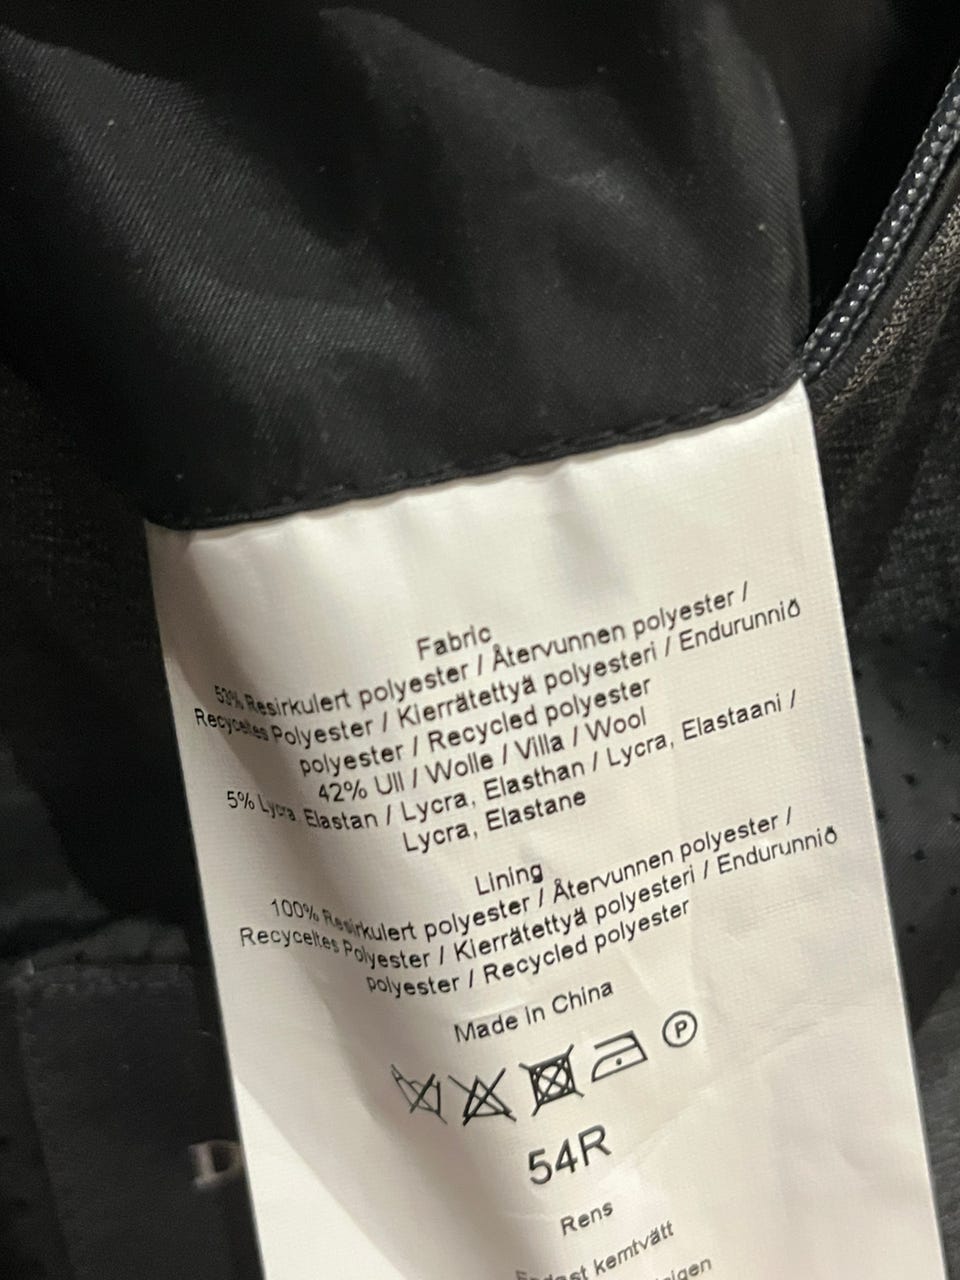 Fabric
53% Resirkulert polyester / Återvunnen polyester /
Recyceltes Polyester / Kierrätettyä polyesteri / Endurunnið
polyester / Recycled polyester
42% Ull / Wolle / Villa / Wool
5% Lycra, Elastan / Lycra, Elasthan / Lycra, Elastaani /
Lycra, Elastane
Lining
100% Resirkulert polyester / Återvunnen polyester /
Recyceltes Polyester / Kierrätettyä polyesteri / Endurunnið
polyester / Recycled polyester
Made in China
P
54R
Rens
Endast kemtvätt